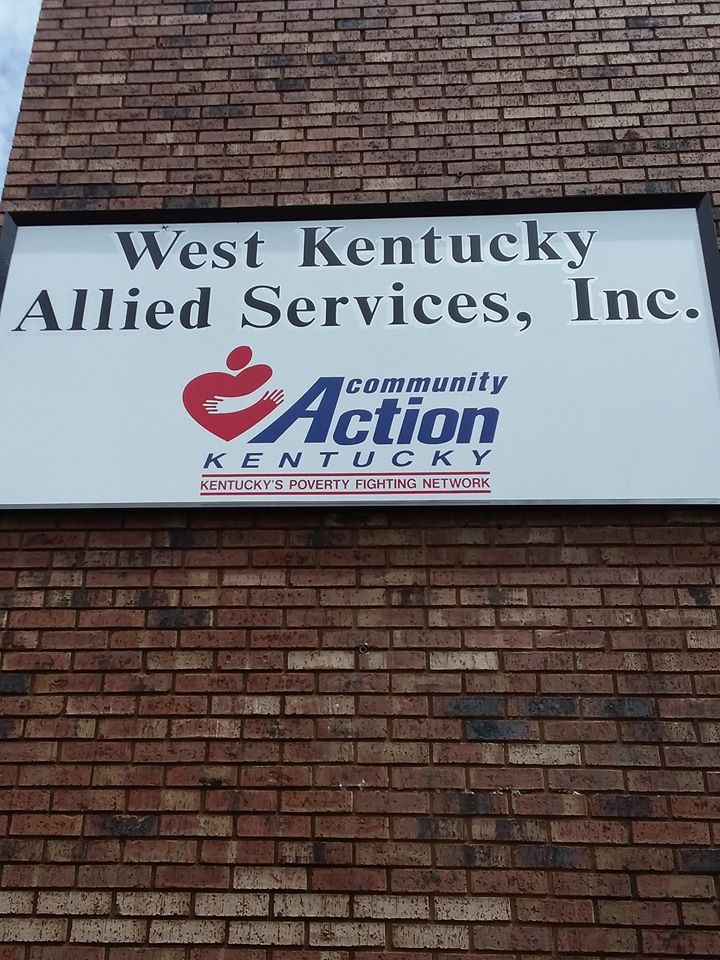 West Kentucky
Allied Services, Inc.
community
Action
KENTUCKY
KENTUCKY'S POVERTY FIGHTING NETWORK